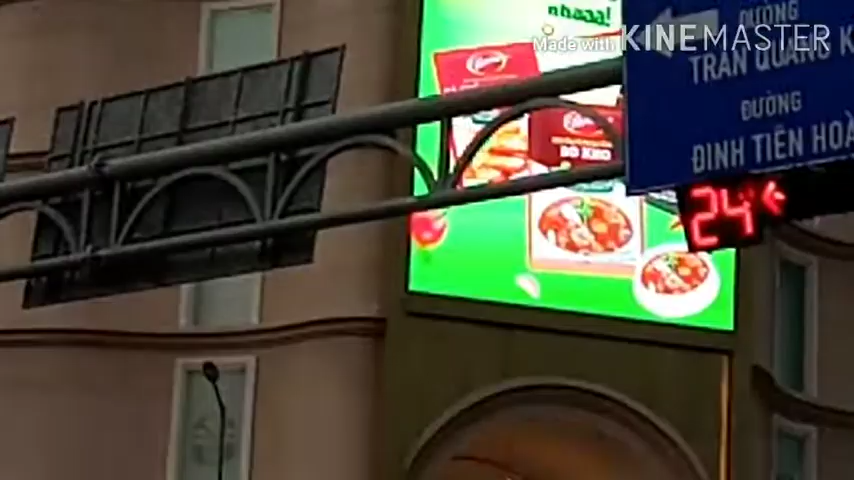 nhaaa!
Made with KINEMASTER
ĐƯỜNG
TRẦN QUANG K
ĐƯỜNG
ĐINH TIÊN HOÀ
BÒ KHO
24